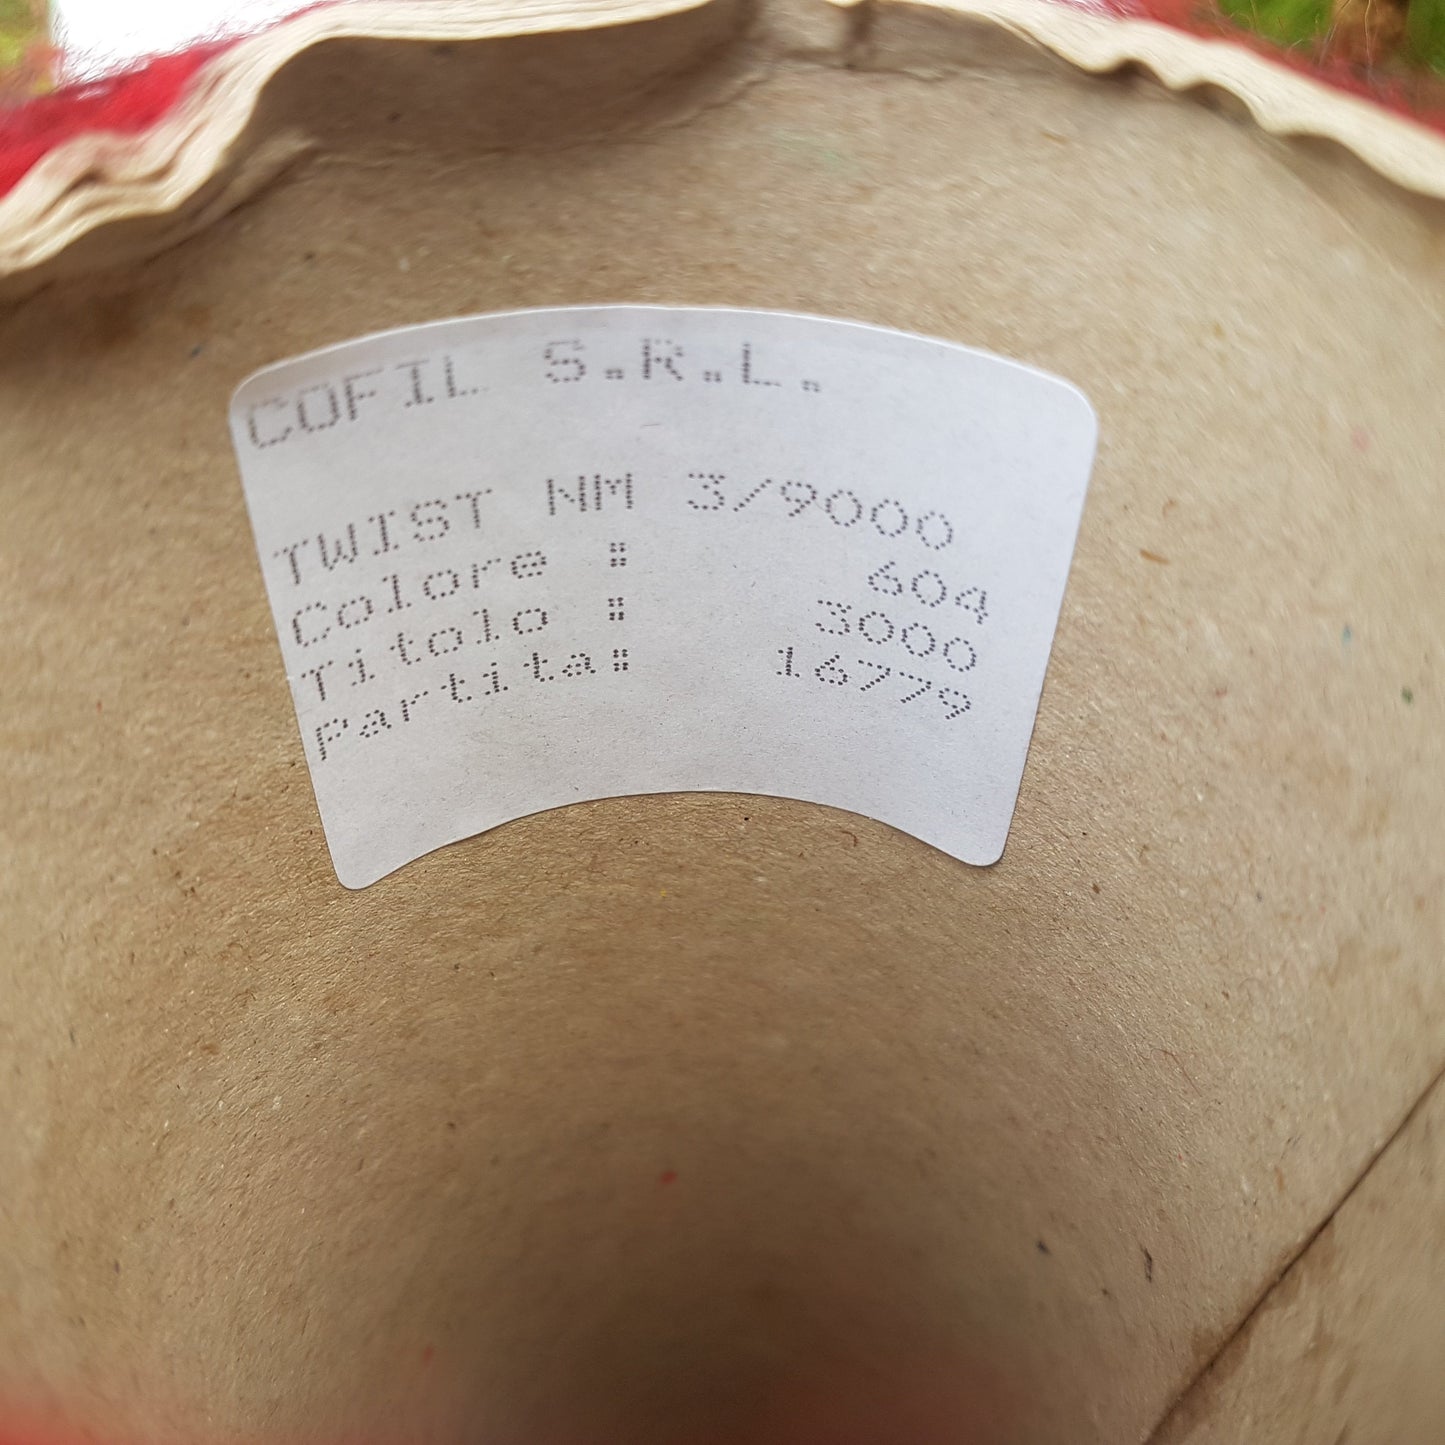 COFIL S.R.L.
TWIST NM 3/9000
Colore : 604
Titolo : 3000
Partita: 16779